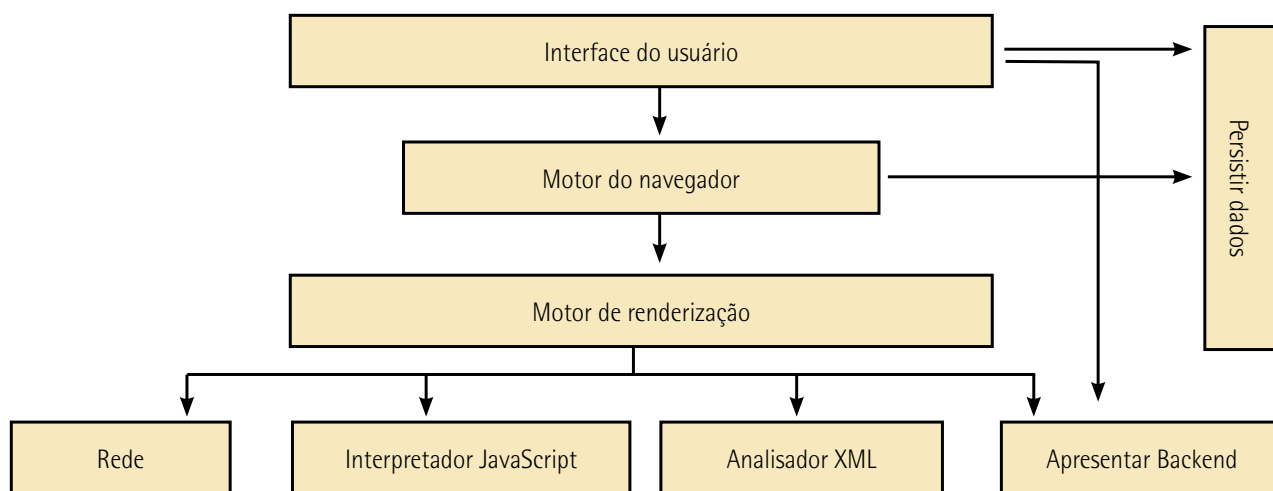 Interface do usuário
Persistir dados
Motor do navegador
Motor de renderização
Rede
Interpretador JavaScript
Analisador XML
Apresentar Backend